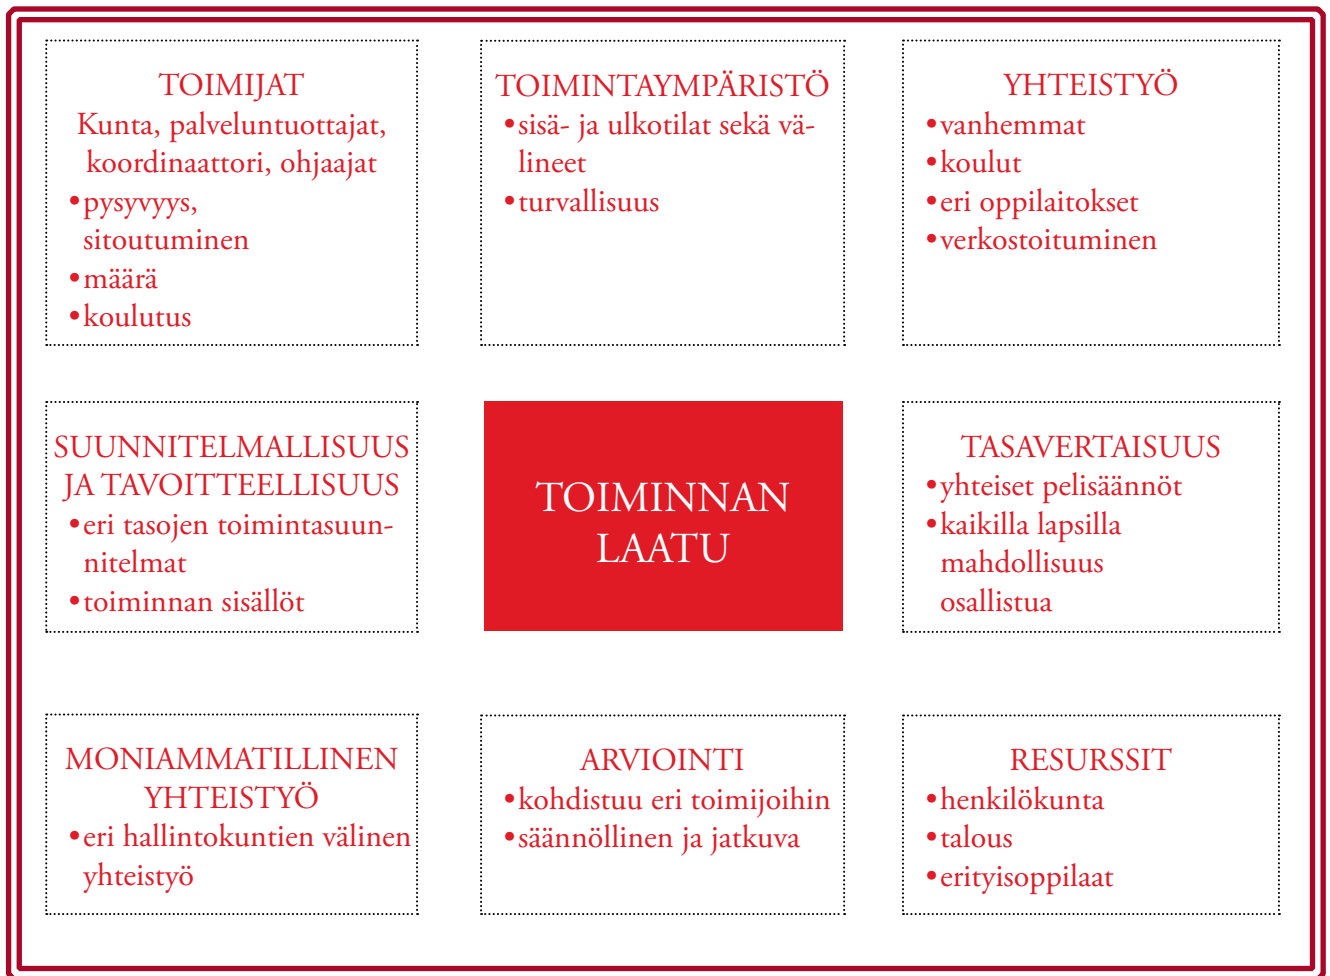 TOIMIJAT
Kunta, palveluntuottajat,
koordinaattori, ohjaajat
•pysyvyys,
sitoutuminen
•määrä
•koulutus
TOIMINTAYMPÄRISTÖ
•sisä- ja ulkotilat sekä vä-
lineet
•turvallisuus
YHTEISTYÖ
•vanhemmat
•koulut
•eri oppilaitokset
•verkostoituminen
SUUNNITELMALLISUUS
JA TAVOITTEELLISUUS
•eri tasojen toimintasuun-
nitelmat
•toiminnan sisällöt
TOIMINNAN
LAATU
TASAVERTAISUUS
•yhteiset pelisäännöt
•kaikilla lapsilla
mahdollisuus
osallistua
MONIAMMATILLINEN
YHTEISTYÖ
•eri hallintokuntien välinen
yhteistyö
ARVIOINTI
•kohdistuu eri toimijoihin
•säännöllinen ja jatkuva
RESURSSIT
•henkilökunta
•talous
•erityisoppilaat